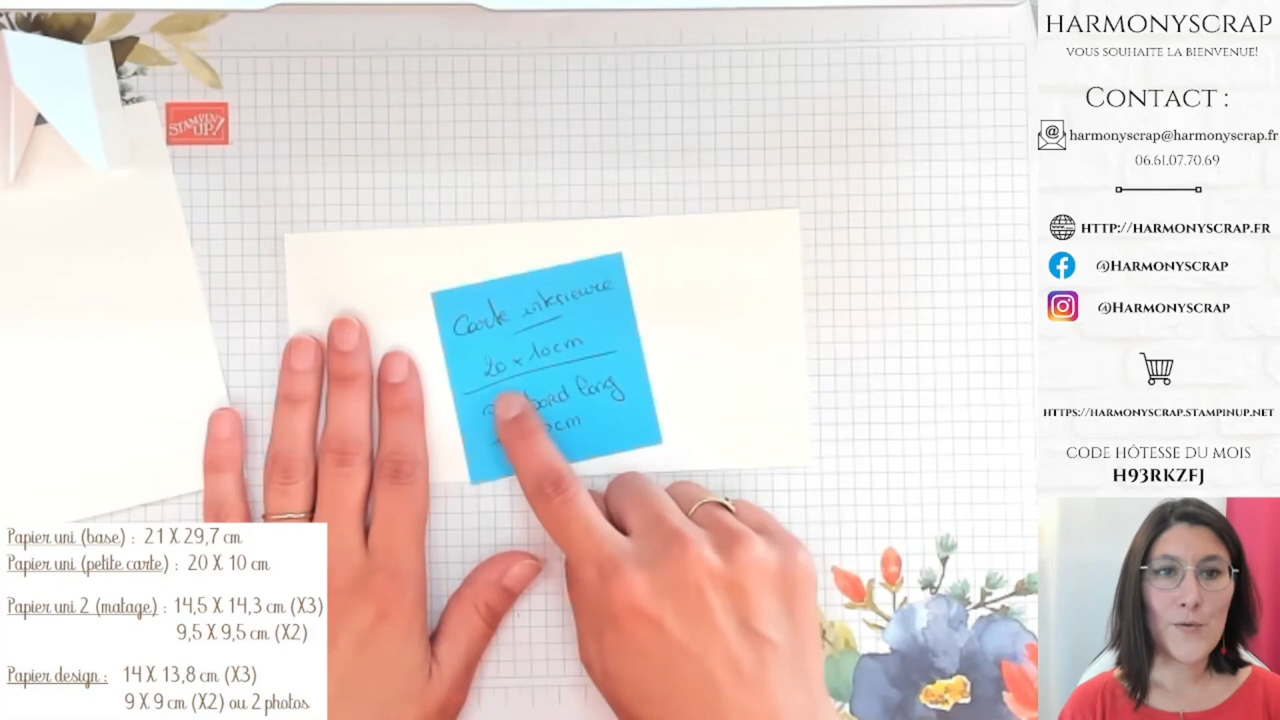 STAMPIN' UP!
Carte intérieure
20 x 10cm
bord long
cm
Papier uni (base) : 21 X 29,7 cm
Papier uni (petite carte) : 20 X 10 cm
Papier uni 2 (matage) : 14,5 X 14,3 cm (X3)
9,5 X 9,5 cm (X2)
Papier design : 14 X 13,8 cm (X3)
9 X 9 cm (X2) ou 2 photos
HARMONYSCRAP
VOUS SOUHAITE LA BIENVENUE!
CONTACT :
@ harmonyscrap@harmonyscrap.fr
06.61.07.70.69
HTTP://HARMONYSCRAP.FR
@HARMONYSCRAP
@HARMONYSCRAP
HTTPS://HARMONYSCRAP.STAMPINUP.NET
CODE HÔTESSE DU MOIS
H93RKZFJ